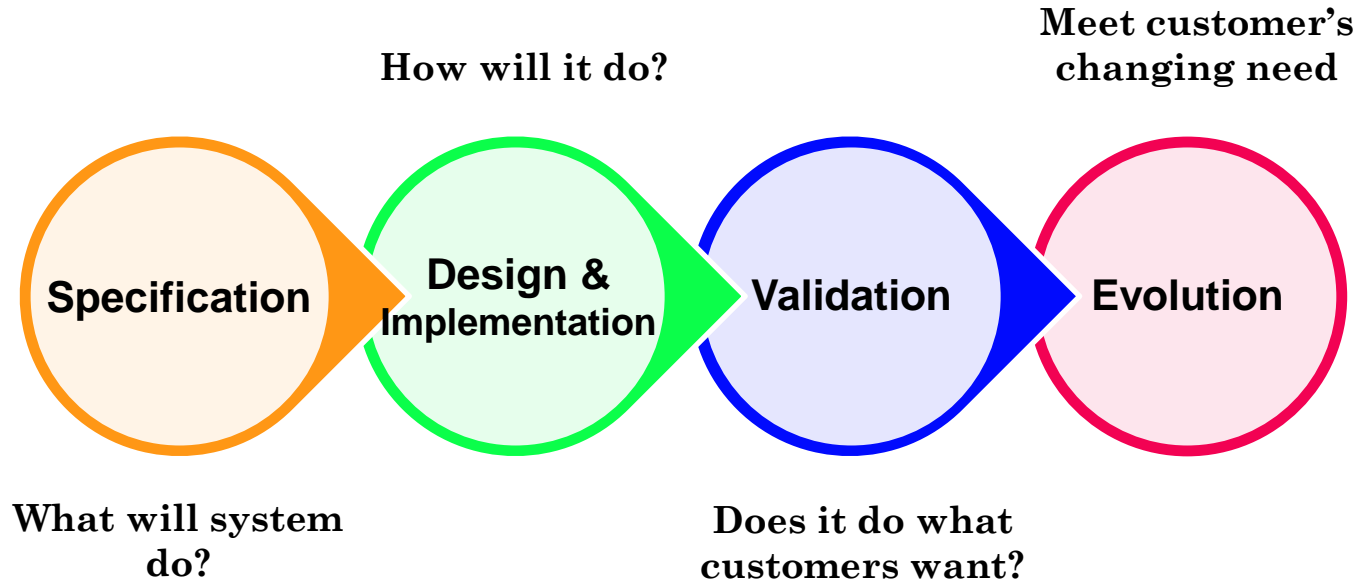 What will system
do?
Specification
How will it do?
Design &
Implementation
Does it do what
customers want?
Validation
Meet customer’s
changing need
Evolution